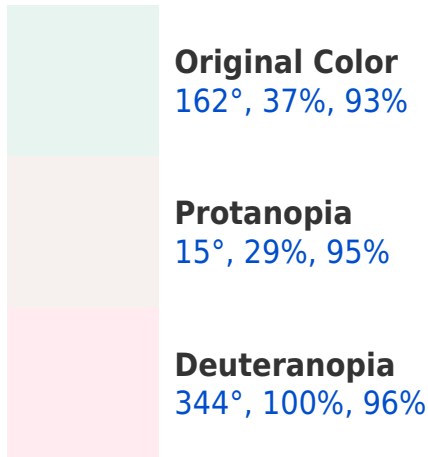 Original Color
162°, 37%, 93%
Protanopia
15°, 29%, 95%
Deuteranopia
344°, 100%, 96%